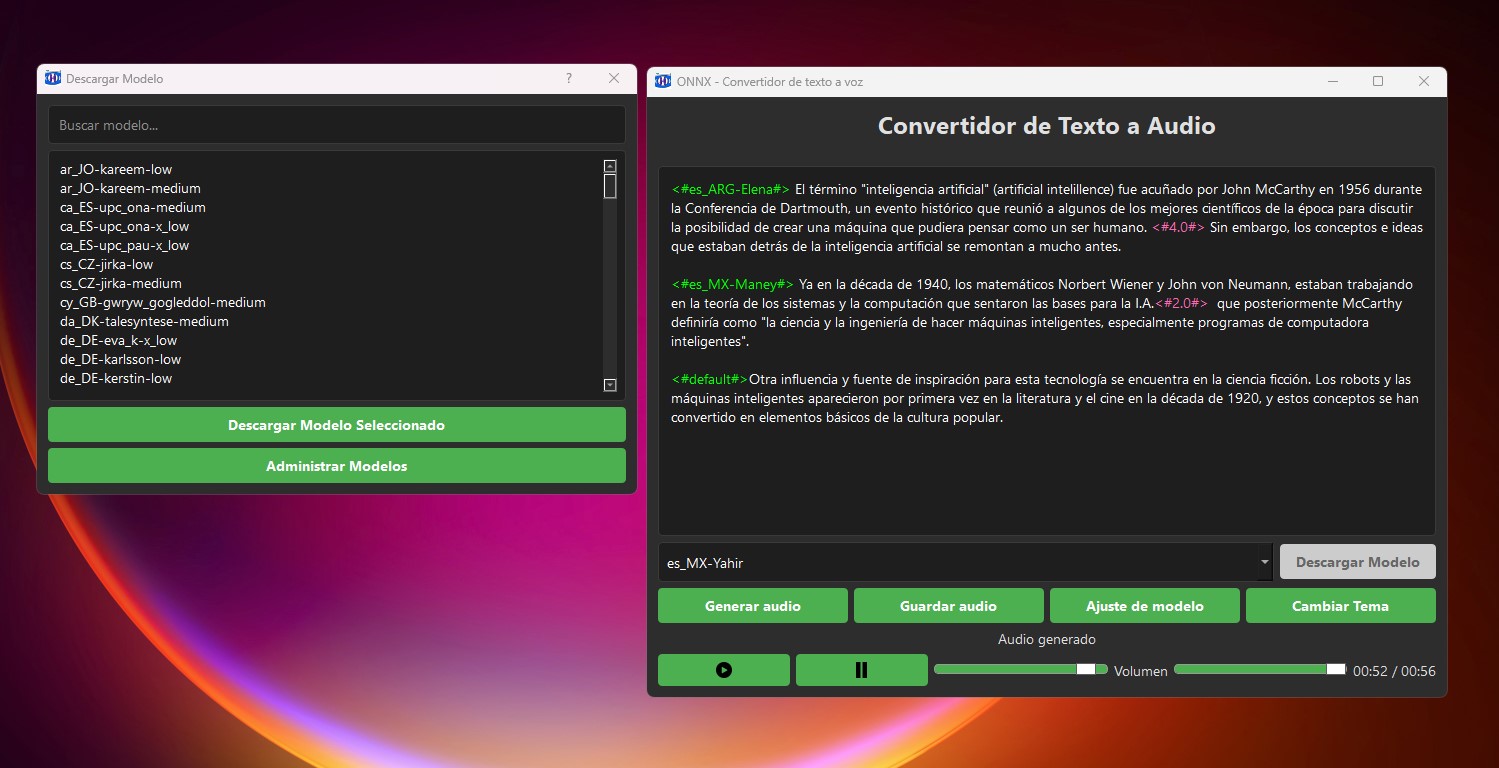 Descargar Modelo
?
Buscar modelo...
ar_JO-kareem-low
ar_JO-kareem-medium
ca_ES-upc_ona-medium
ca_ES-upc_ona-x_low
ca_ES-upc_pau-x_low
cs_CZ-jirka-low
cs_CZ-jirka-medium
cy_GB-gwryw_gogleddol-medium
da_DK-talesyntese-medium
de_DE-eva_k-x_low
de_DE-karlsson-low
de_DE-kerstin-low
Descargar Modelo Seleccionado
Administrar Modelos
ONNX - Convertidor de texto a voz
Convertidor de Texto a Audio
<#es_ARG-Elena#> El término "inteligencia artificial" (artificial intelillence) fue acuñado por John McCarthy en 1956 durante
la Conferencia de Dartmouth, un evento histórico que reunió a algunos de los mejores científicos de la época para discutir
la posibilidad de crear una máquina que pudiera pensar como un ser humano. <#4.0#> Sin embargo, los conceptos e ideas
que estaban detrás de la inteligencia artificial se remontan a mucho antes.
<#es_MX-Maney#> Ya en la década de 1940, los matemáticos Norbert Wiener y John von Neumann, estaban trabajando
en la teoría de los sistemas y la computación que sentaron las bases para la I.A.<#2.0#> que posteriormente McCarthy
definiría como "la ciencia y la ingeniería de hacer máquinas inteligentes, especialmente programas de computadora
inteligentes".
<#default#>Otra influencia y fuente de inspiración para esta tecnología se encuentra en la ciencia ficción. Los robots y las
máquinas inteligentes aparecieron por primera vez en la literatura y el cine en la década de 1920, y estos conceptos se han
convertido en elementos básicos de la cultura popular.
es_MX-Yahir
Descargar Modelo
Generar audio
Guardar audio
Ajuste de modelo
Cambiar Tema
Audio generado
Volumen
00:52 / 00:56